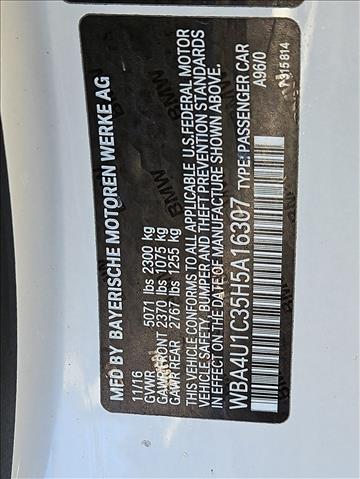 MFD BY BAYERISCHE MOTOREN WERKE AG
11/16
GVWR 5071 lbs 2300 kg
GAWR FRONT 2370 lbs 1075 kg
GAWR REAR 2767 lbs 1255 kg
THIS VEHICLE CONFORMS TO ALL APPLICABLE U.S.FEDERAL MOTOR
VEHICLE SAFETY, BUMPER AND THEFT PREVENTION STANDARDS
IN EFFECT ON THE DATE OF MANUFACTURE SHOWN ABOVE.
WBA4U1C35H5A16307 TYPE: PASSENGER CAR
A96/0